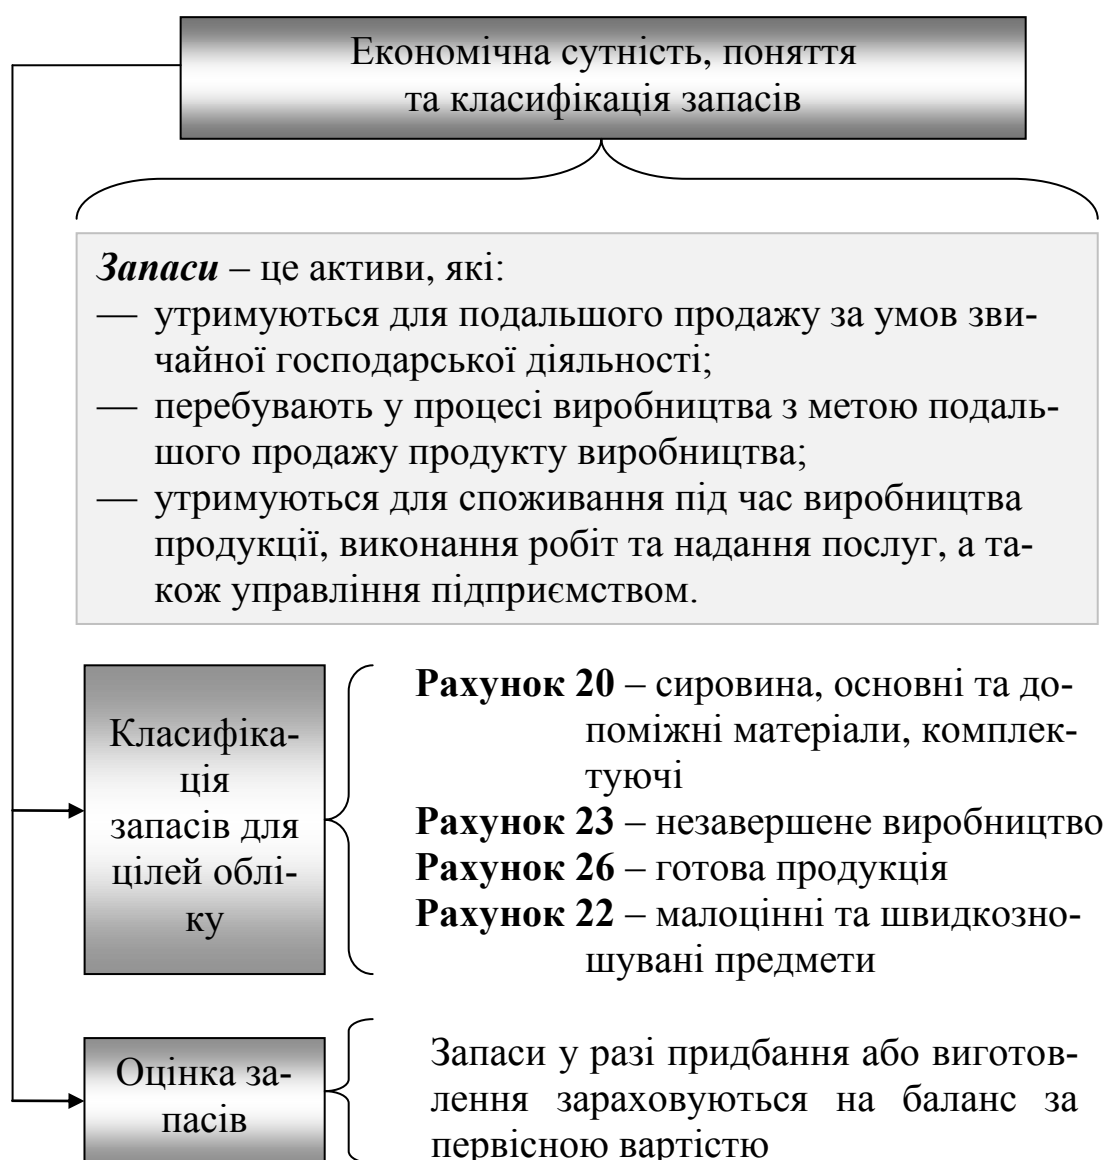 Економічна сутність, поняття
та класифікація запасів
Запаси – це активи, які:
— утримуються для подальшого продажу за умов зви-
чайної господарської діяльності;
— перебувають у процесі виробництва з метою подаль-
шого продажу продукту виробництва;
— утримуються для споживання під час виробництва
продукції, виконання робіт та надання послуг, а та-
кож управління підприємством.
Класифіка-
ція
запасів для
цілей облі-
ку
Рахунок 20 – сировина, основні та до-
поміжні матеріали, комплек-
туючі
Рахунок 23 – незавершене виробництво
Рахунок 26 – готова продукція
Рахунок 22 – малоцінні та швидкозно-
шувані предмети
Оцінка за-
пасів
Запаси у разі придбання або виготов-
лення зараховуються на баланс за
первісною вартістю